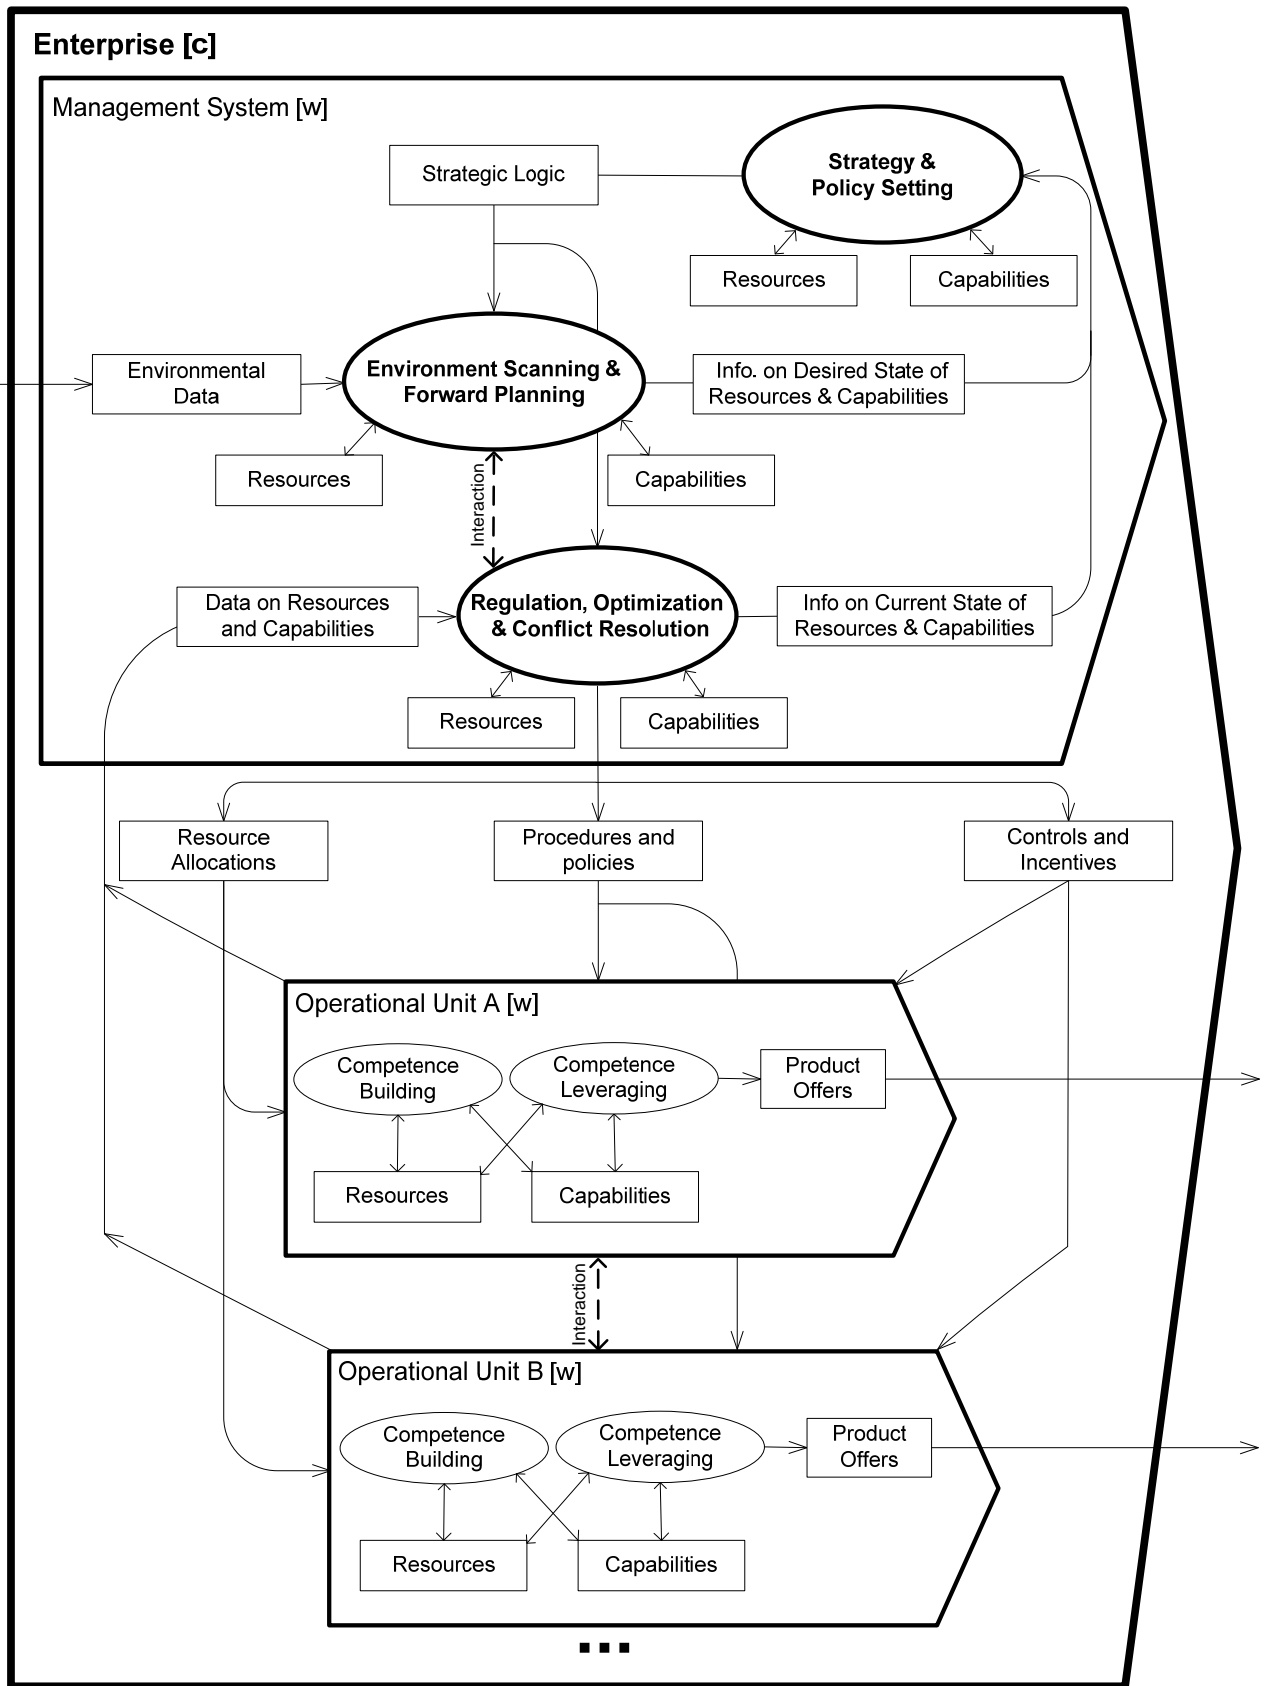 Enterprise [c]
Management System [w]
Strategic Logic
Strategy &
Policy Setting
Resources
Capabilities
Environmental
Data
Environment Scanning &
Forward Planning
Info. on Desired State of
Resources & Capabilities
Resources
Capabilities
Interaction
Data on Resources
and Capabilities
Regulation, Optimization
& Conflict Resolution
Info on Current State of
Resources & Capabilities
Resources
Capabilities
Resource
Allocations
Procedures and
policies
Controls and
Incentives
Operational Unit A [w]
Competence
Building
Competence
Leveraging
Product
Offers
Resources
Capabilities
Interaction
Operational Unit B [w]
Competence
Building
Competence
Leveraging
Product
Offers
Resources
Capabilities
...